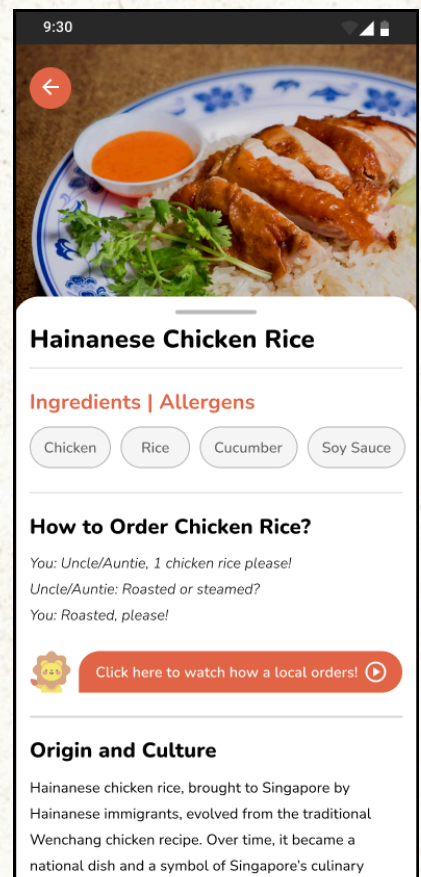 9:30
Hainanese Chicken Rice
Ingredients | Allergens
Chicken Rice Cucumber Soy Sauce
How to Order Chicken Rice?
You: Uncle/Auntie, 1 chicken rice please!
Uncle/Auntie: Roasted or steamed?
You: Roasted, please!
Click here to watch how a local orders!
Origin and Culture
Hainanese chicken rice, brought to Singapore by
Hainanese immigrants, evolved from the traditional
Wenchang chicken recipe. Over time, it became a
national dish and a symbol of Singapore's culinary